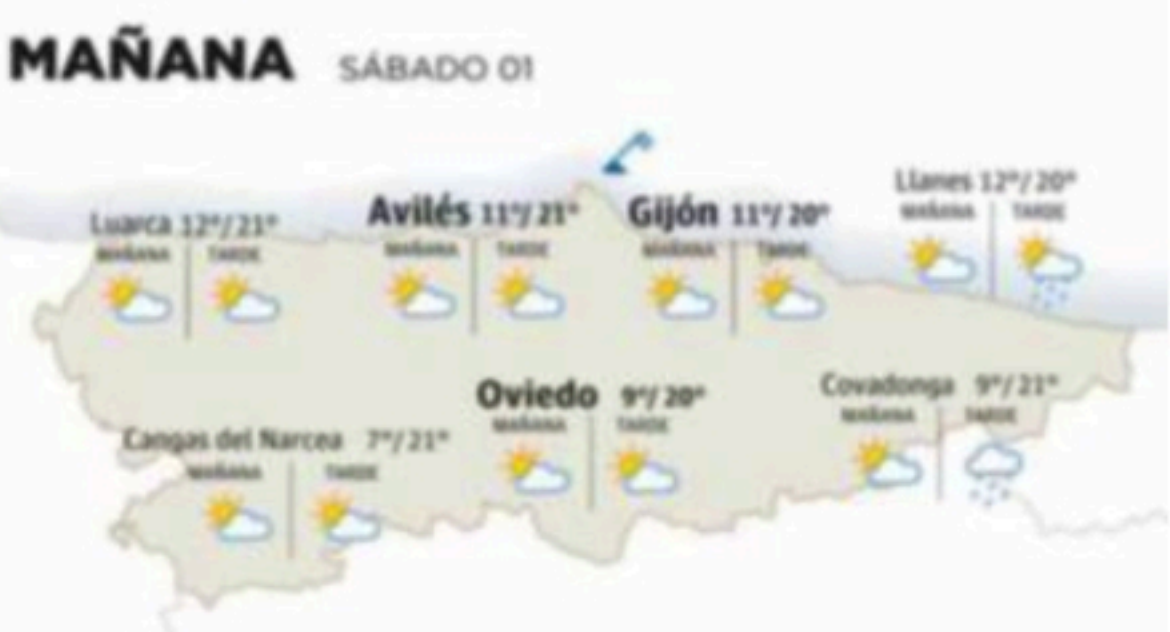 MAÑANA SÁBADO 01
Llanes 12°/20°
MAÑANA TARDE
Luarca 12°/21°
MAÑANA TARDE
Avilés 11°/21°
MAÑANA TARDE
Gijón 11°/20°
MAÑANA TARDE
Oviedo 9°/20°
MAÑANA TARDE
Covadonga 9°/21°
MAÑANA TARDE
Cangas del Narcea 7°/21°
MAÑANA TARDE